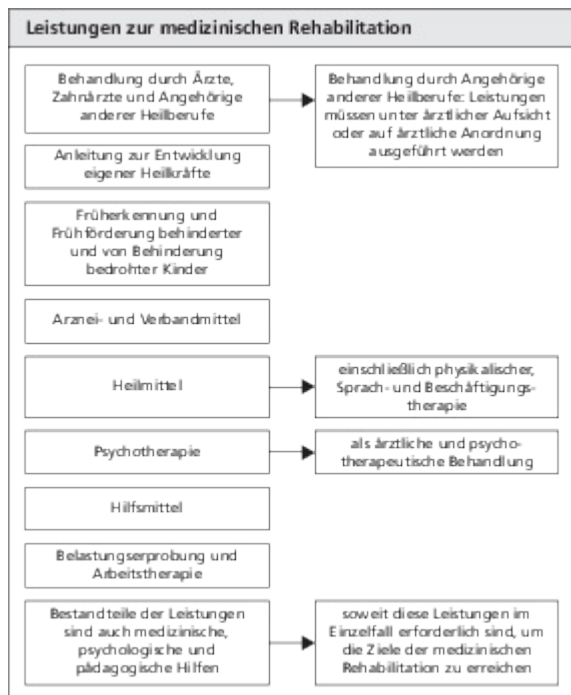 Leistungen zur medizinischen Rehabilitation
Behandlung durch Ärzte,
Zahnärzte und Angehörige
anderer Heilberufe
Behandlung durch Angehörige
anderer Heilberufe: Leistungen
müssen unter ärztlicher Aufsicht
oder auf ärztliche Anordnung
ausgeführt werden
Anleitung zur Entwicklung
eigener Heilkräfte
Früherkennung und
Frühförderung behinderter
und von Behinderung
bedrohter Kinder
Arznei- und Verbandmittel
Heilmittel
einschließlich physikalischer,
Sprach- und Beschäftigungs-
therapie
Psychotherapie
als ärztliche und psycho-
therapeutische Behandlung
Hilfsmittel
Belastungserprobung und
Arbeitstherapie
Bestandteile der Leistungen
sind auch medizinische,
psychologische und
pädagogische Hilfen
soweit diese Leistungen im
Einzelfall erforderlich sind, um
die Ziele der medizinischen
Rehabilitation zu erreichen